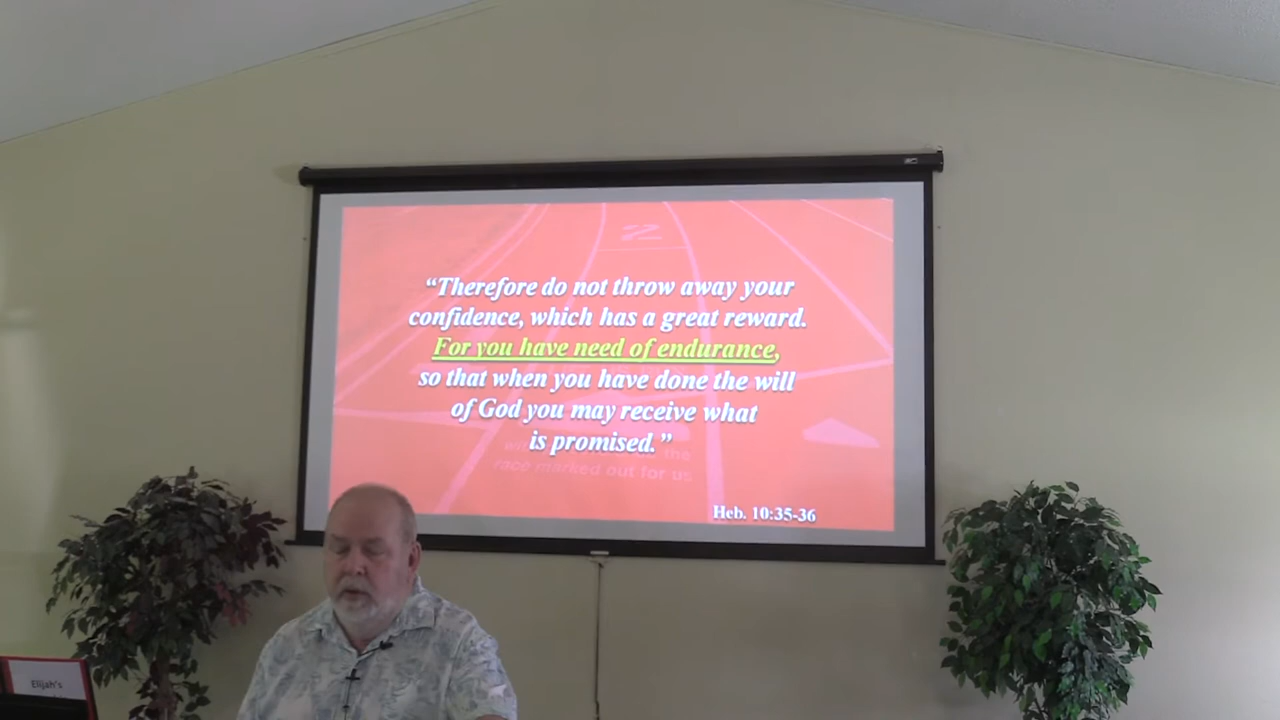 2
“Therefore do not throw away your
confidence, which has a great reward.
For you have need of endurance,
so that when you have done the will
of God you may receive what
is promised.”
the
race marked out for us
Heb. 10:35-36
Elijah's